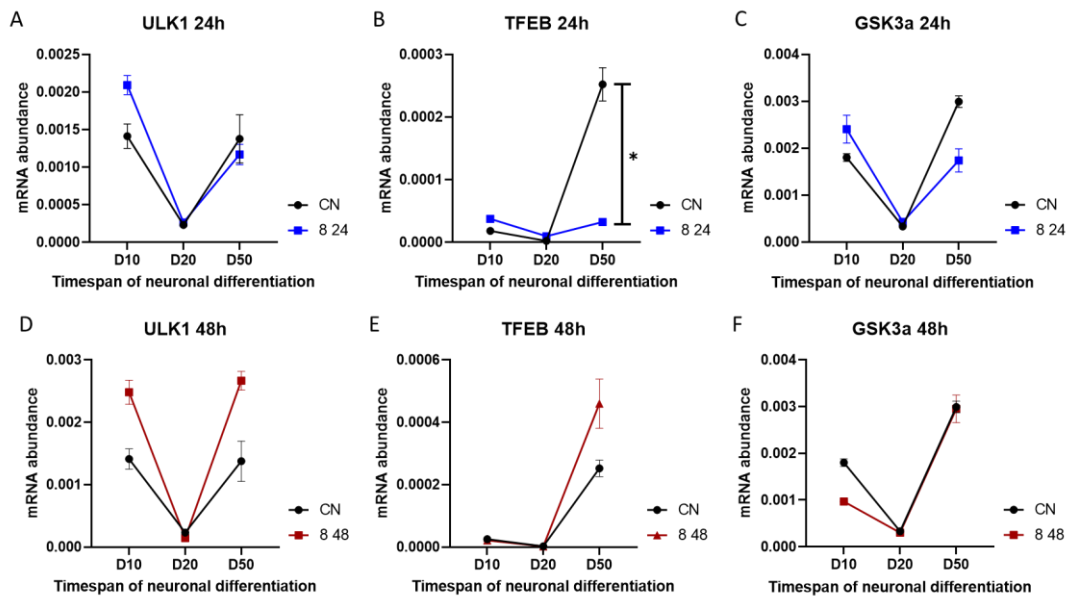 A
ULK1 24h
mRNA abundance
0.0025
0.0020
0.0015
0.0010
0.0005
0.0000
D10 D20 D50
CN
8 24
Timespan of neuronal differentiation
B
TFEB 24h
mRNA abundance
0.0003
0.0002
0.0001
0.0000
*
D10 D20 D50
CN
8 24
Timespan of neuronal differentiation
C
GSK3a 24h
mRNA abundance
0.004
0.003
0.002
0.001
0.000
D10 D20 D50
CN
8 24
Timespan of neuronal differentiation
D
ULK1 48h
mRNA abundance
0.003
0.002
0.001
0.000
D10 D20 D50
CN
8 48
Timespan of neuronal differentiation
E
TFEB 48h
mRNA abundance
0.0006
0.0004
0.0002
0.0000
D10 D20 D50
CN
8 48
Timespan of neuronal differentiation
F
GSK3a 48h
mRNA abundance
0.004
0.003
0.002
0.001
0.000
D10 D20 D50
CN
8 48
Timespan of neuronal differentiation